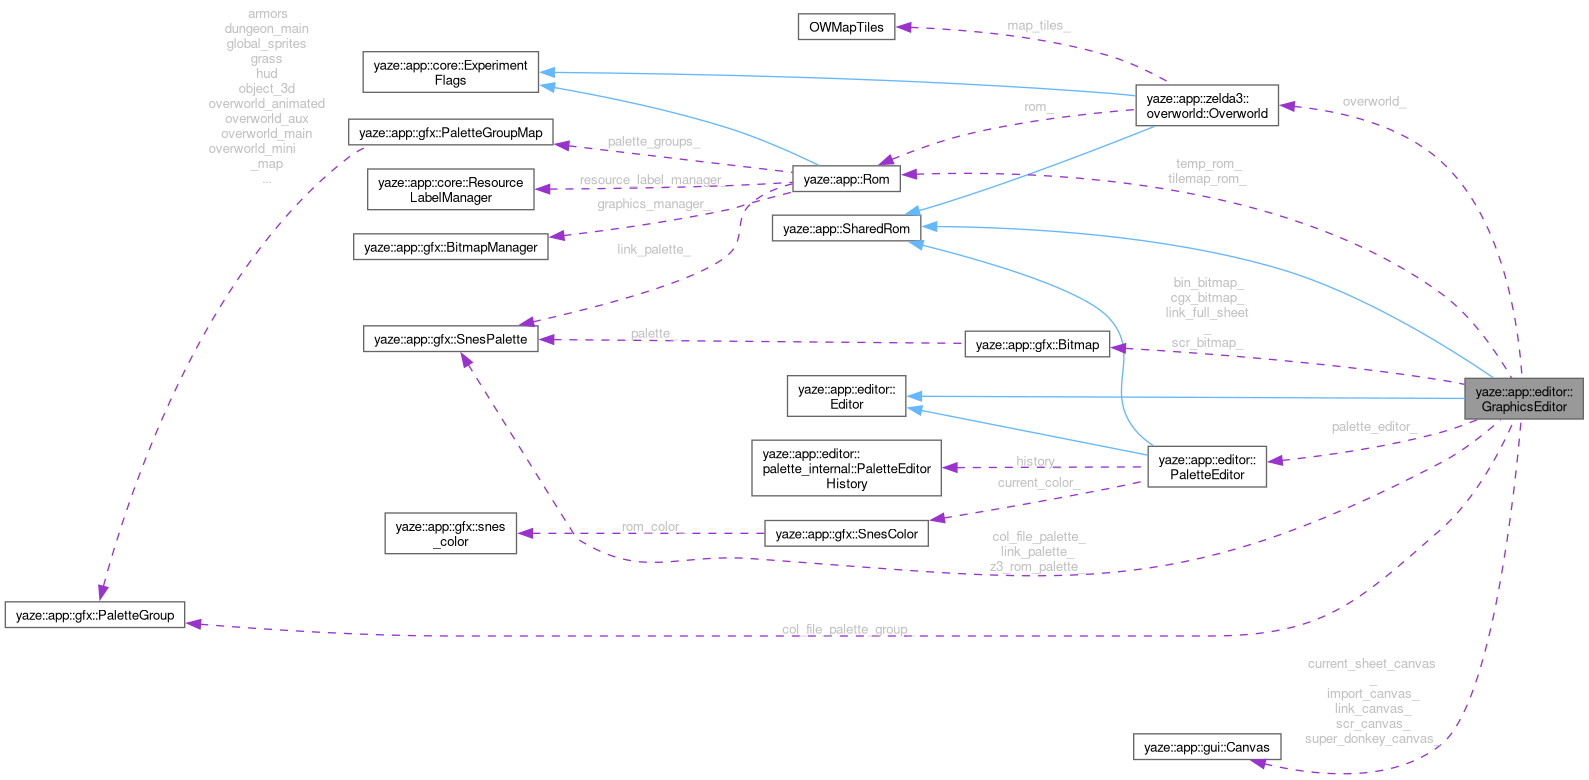 armors
dungeon_main
global_sprites
grass
hud
object_3d
overworld_animated
overworld_aux
overworld_main
overworld_mini
_map
...
OWMapTiles
map_tiles_
yaze::app::core::Experiment
Flags
yaze::app::zelda3::
overworld::Overworld
overworld_
rom_
yaze::app::gfx::PaletteGroupMap
palette_groups_
temp_rom_
tilemap_rom_
yaze::app::core::Resource
LabelManager
resource_label_manager_
yaze::app::Rom
graphics_manager_
yaze::app::SharedRom
yaze::app::gfx::BitmapManager
link_palette_
bin_bitmap_
cgx_bitmap_
link_full_sheet
_
scr_bitmap_
yaze::app::gfx::SnesPalette
palette_
yaze::app::gfx::Bitmap
yaze::app::editor::
Editor
yaze::app::editor::
GraphicsEditor
palette_editor_
yaze::app::editor::
palette_internal::PaletteEditor
History
history_
yaze::app::editor::
PaletteEditor
current_color_
yaze::app::gfx::snes
_color
rom_color_
yaze::app::gfx::SnesColor
col_file_palette_
link_palette_
z3_rom_palette_
yaze::app::gfx::PaletteGroup
col_file_palette_group_
current_sheet_canvas
_
import_canvas_
link_canvas_
scr_canvas_
super_donkey_canvas_
yaze::app::gui::Canvas